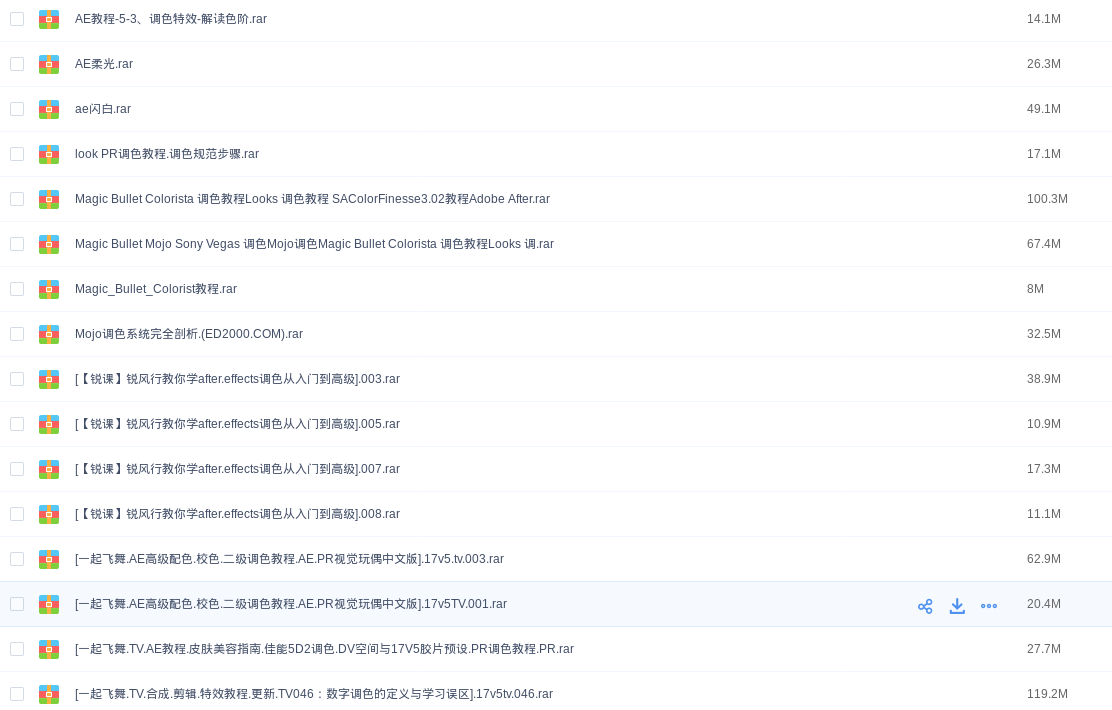 AE教程-5-3、调色特效-解读色阶.rar 14.1M
AE柔光.rar 26.3M
ae闪白.rar 49.1M
look PR调色教程.调色规范步骤.rar 17.1M
Magic Bullet Colorista 调色教程Looks 调色教程 SAColorFinesse3.02教程Adobe After.rar 100.3M
Magic Bullet Mojo Sony Vegas 调色Mojo调色Magic Bullet Colorista 调色教程Looks 调.rar 67.4M
Magic_Bullet_Colorist教程.rar 8M
Mojo调色系统完全剖析.(ED2000.COM).rar 32.5M
[【锐课】锐风行教你学after.effects调色从入门到高级].003.rar 38.9M
[【锐课】锐风行教你学after.effects调色从入门到高级].005.rar 10.9M
[【锐课】锐风行教你学after.effects调色从入门到高级].007.rar 17.3M
[【锐课】锐风行教你学after.effects调色从入门到高级].008.rar 11.1M
[一起飞舞.AE高级配色.校色.二级调色教程.AE.PR视觉玩偶中文版].17v5.tv.003.rar 62.9M
[一起飞舞.AE高级配色.校色.二级调色教程.AE.PR视觉玩偶中文版].17v5TV.001.rar 20.4M
[一起飞舞.TV.AE教程.皮肤美容指南.佳能5D2调色.DV空间与17V5胶片预设.PR调色教程.PR.rar 27.7M
[一起飞舞.TV.合成.剪辑.特效教程.更新.TV046：数字调色的定义与学习误区].17v5tv.046.rar 119.2M